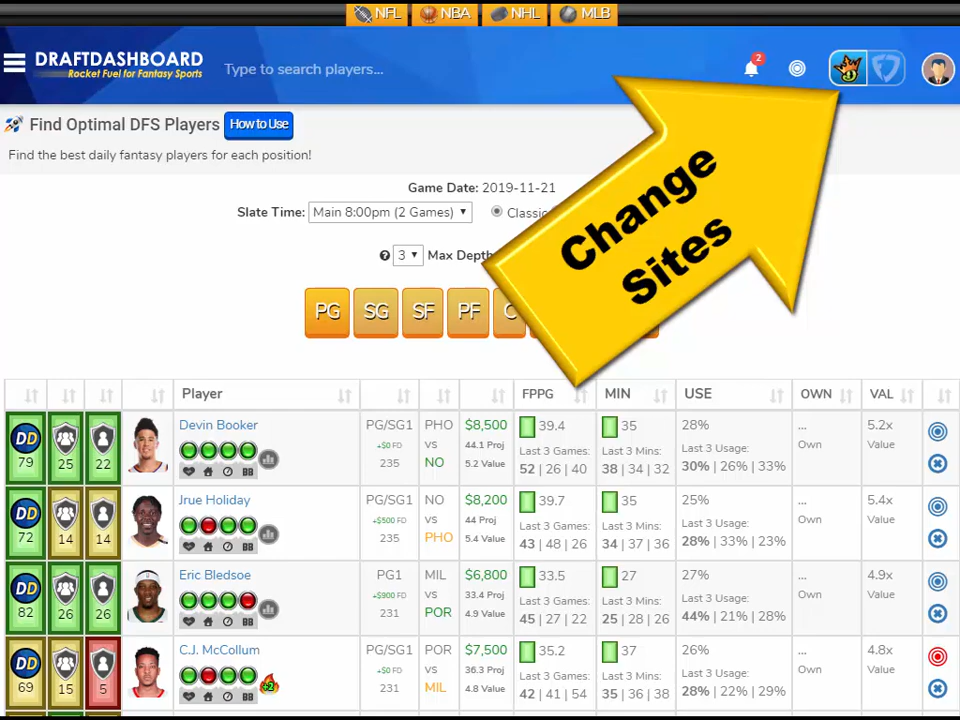 NFL NBA NHL MLB
DRAFTDASHBOARD
Rocket Fuel for Fantasy Sports
Type to search players...
2
Find Optimal DFS Players How to Use
Find the best daily fantasy players for each position!
Game Date: 2019-11-21
Slate Time: Main 8:00pm (2 Games) Classic
3 Max Depth
Change
Sites
PG SG SF PF C
Player FPPG MIN USE OWN VAL
DD 79 25 22 Devin Booker BB PG/SG1 +$0 FD 235 PHO VS NO $8,500 44.1 Proj 5.2 Value 39.4 Last 3 Games: 52 | 26 | 40 35 Last 3 Mins: 38 | 34 | 32 28% Last 3 Usage: 30% | 26% | 33% ... Own 5.2x Value
DD 72 14 14 Jrue Holiday BB PG/SG1 +$500 FD 235 NO VS PHO $8,200 44 Proj 5.4 Value 39.7 Last 3 Games: 43 | 48 | 26 35 Last 3 Mins: 34 | 37 | 36 25% Last 3 Usage: 28% | 33% | 23% ... Own 5.4x Value
DD 82 26 26 Eric Bledsoe BB PG1 +$900 FD 231 MIL VS POR $6,800 33.4 Proj 4.9 Value 33.5 Last 3 Games: 45 | 27 | 22 27 Last 3 Mins: 25 | 28 | 26 27% Last 3 Usage: 44% | 21% | 28% ... Own 4.9x Value
DD 69 15 5 C.J. McCollum BB PG/SG1 +$0 FD 231 POR VS MIL $7,500 36.3 Proj 4.8 Value 35.2 Last 3 Games: 42 | 41 | 54 37 Last 3 Mins: 35 | 36 | 38 26% Last 3 Usage: 28% | 22% | 29% ... Own 4.8x Value